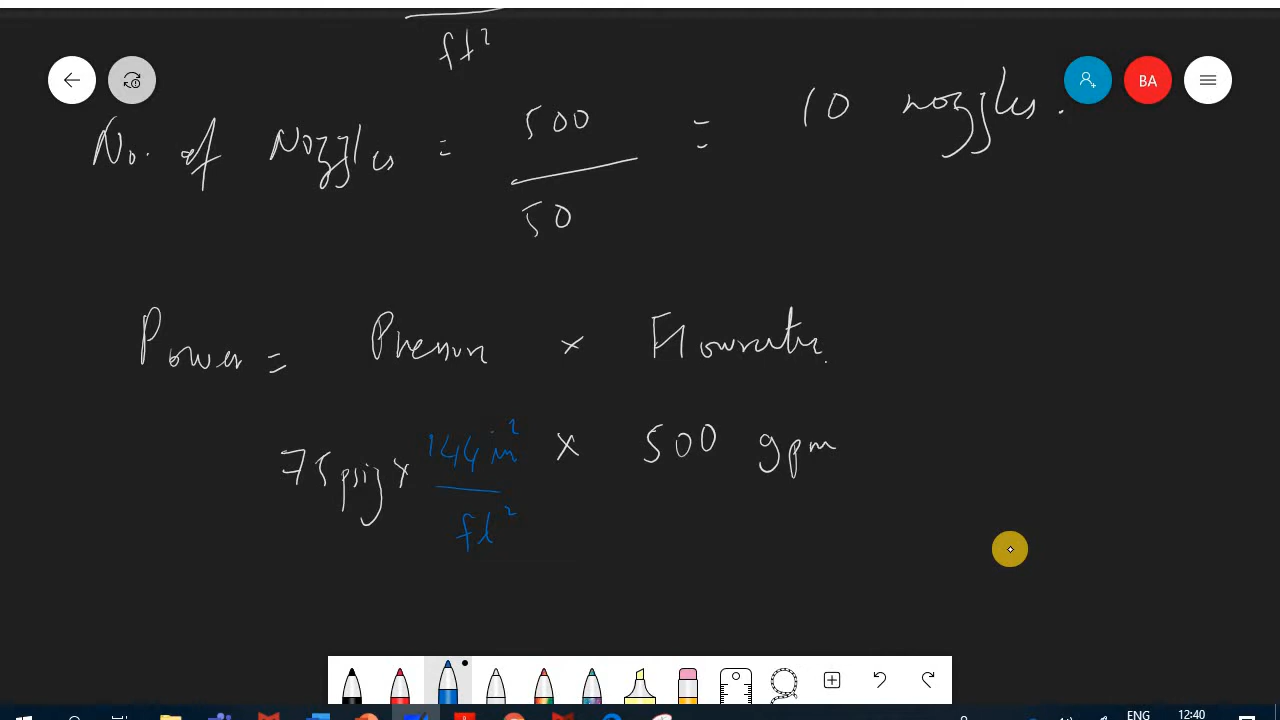 ft²
No. of Nozzles = 500 / 50 = 10 nozzles.
BA
Power = Pressure × Flowrate.
75 psig × 144 in² / ft² × 500 gpm
ENG 12:40